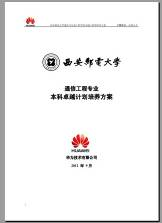 西安邮电大学
通信工程专业
本科卓越计划培养方案
HUAWEI
华为技术有限公司
2011 年 9 月